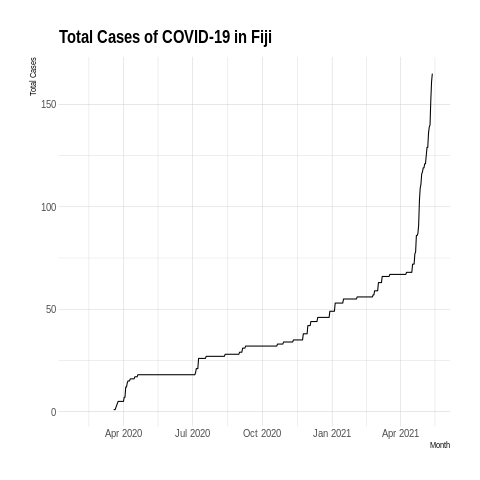 Total Cases of COVID-19 in Fiji
Total Cases
150
100
50
0
Apr 2020 Jul 2020 Oct 2020 Jan 2021 Apr 2021
Month